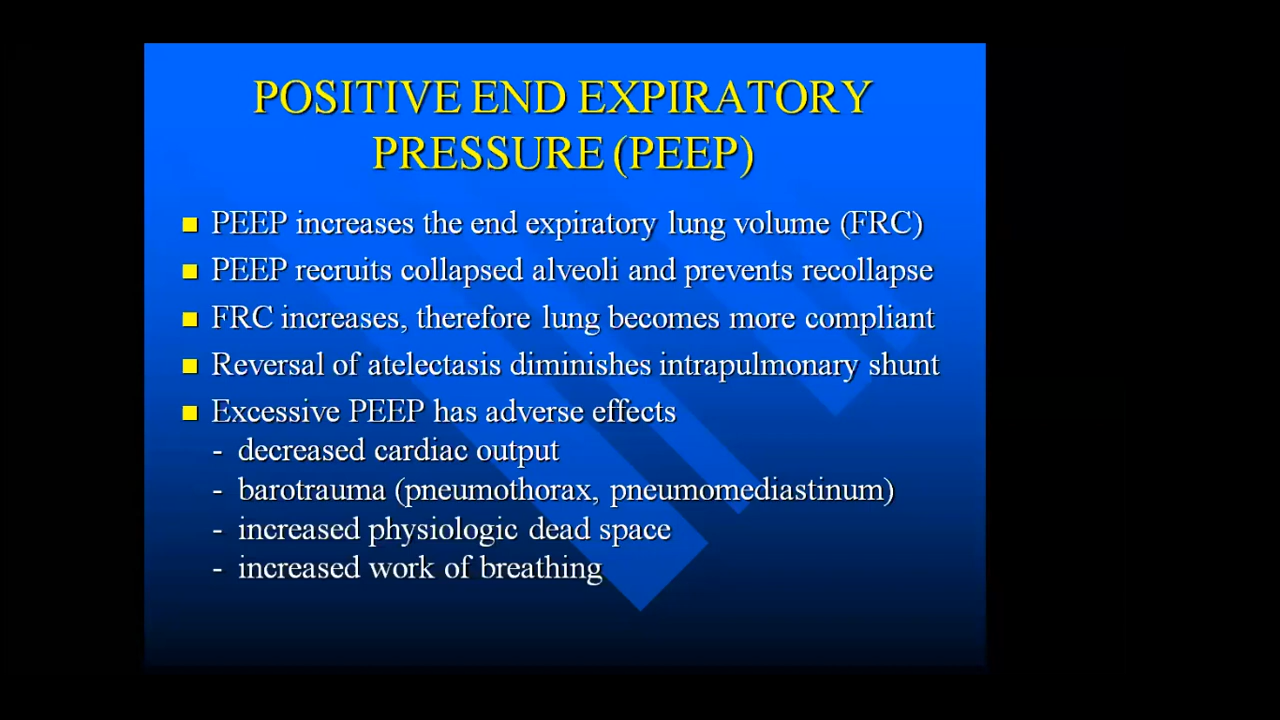 POSITIVE END EXPIRATORY
PRESSURE (PEEP)
PEEP increases the end expiratory lung volume (FRC)
PEEP recruits collapsed alveoli and prevents recollapse
FRC increases, therefore lung becomes more compliant
Reversal of atelectasis diminishes intrapulmonary shunt
Excessive PEEP has adverse effects
- decreased cardiac output
- barotrauma (pneumothorax, pneumomediastinum)
- increased physiologic dead space
- increased work of breathing